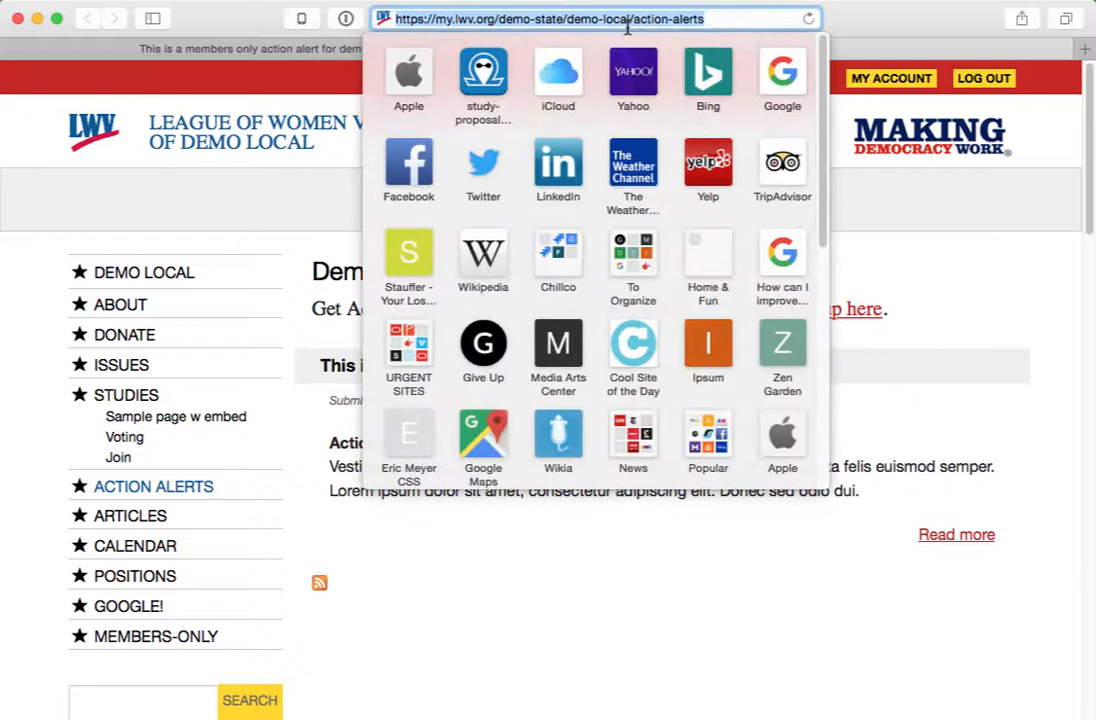 https://my.lwv.org/demo-state/demo-local/action-alerts
This is a members only action alert for dem
MY ACCOUNT
LOG OUT
LWV
LEAGUE OF WOMEN V
OF DEMO LOCAL
MAKING
DEMOCRACY WORK
Apple
study-
proposal...
iCloud
YAHOO!
Yahoo
Bing
Google
Facebook
Twitter
LinkedIn
The
Weather
Channel
The
Weather...
yelp
Yelp
TripAdvisor
S
Stauffer -
Your Los...
W
Wikipedia
Chillco
To
Organize
Home &
Fun
How can I
improve...
URGENT
SITES
G
Give Up
M
Media Arts
Center
Cool Site
of the Day
I
Ipsum
Z
Zen
Garden
E
Eric Meyer
CSS
Google
Maps
Wikia
News
Popular
Apple
★ DEMO LOCAL
★ ABOUT
★ DONATE
★ ISSUES
★ STUDIES
Sample page w embed
Voting
Join
★ ACTION ALERTS
★ ARTICLES
★ CALENDAR
★ POSITIONS
★ GOOGLE!
★ MEMBERS-ONLY
SEARCH
Dem
Get A
p here.
This i
Submi
Actio
Vesti
a felis euismod semper.
Lorem ipsum dolor sit amet, consectetur adipiscing elit. Donec sed odio dui.
Read more